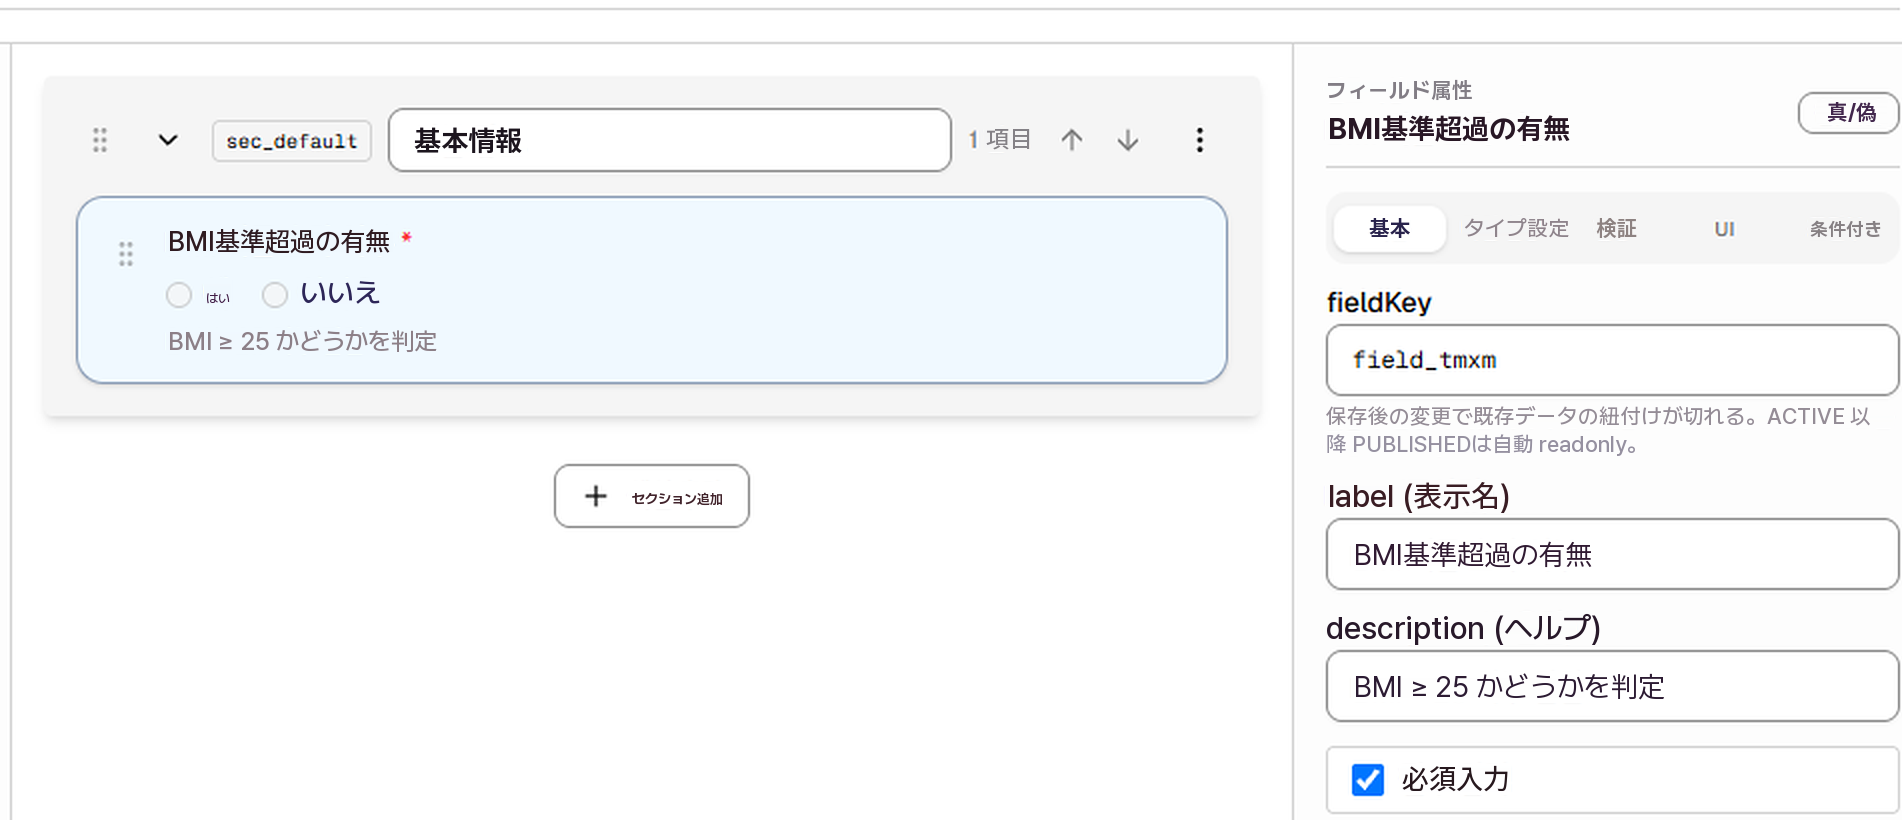 sec_default
基本情報
1 項目
BMI基準超過の有無 *
はい
いいえ
BMI ≥ 25 かどうかを判定
セクション追加
フィールド属性
BMI基準超過の有無
真/偽
基本
タイプ設定
検証
UI
条件付き
fieldKey
field_tmxm
保存後の変更で既存データの紐付けが切れる。ACTIVE 以
降 PUBLISHEDは自動 readonly。
label (表示名)
BMI基準超過の有無
description (ヘルプ)
BMI ≥ 25 かどうかを判定
必須入力